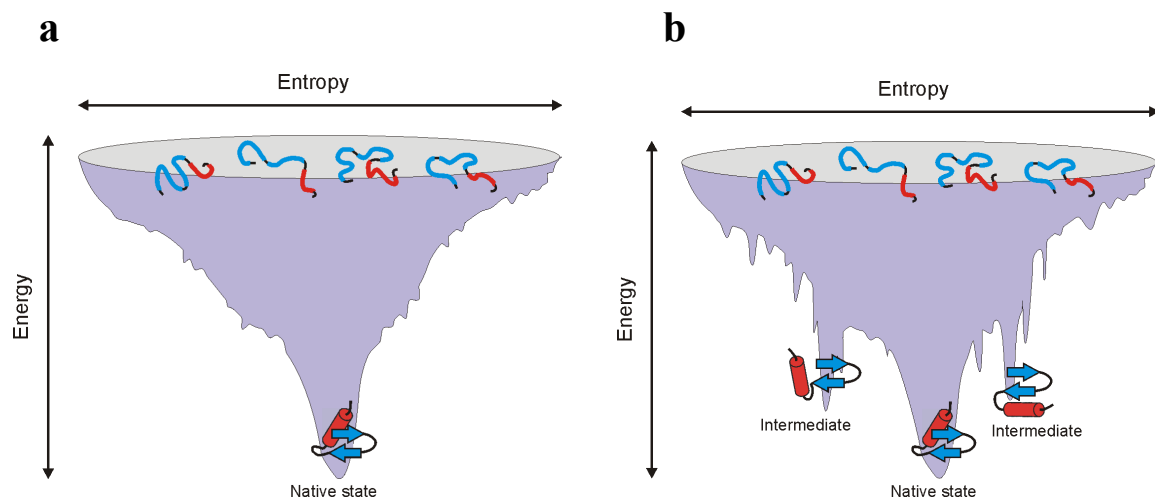 a
Entropy
Energy
Native state
b
Entropy
Energy
Intermediate
Intermediate
Native state